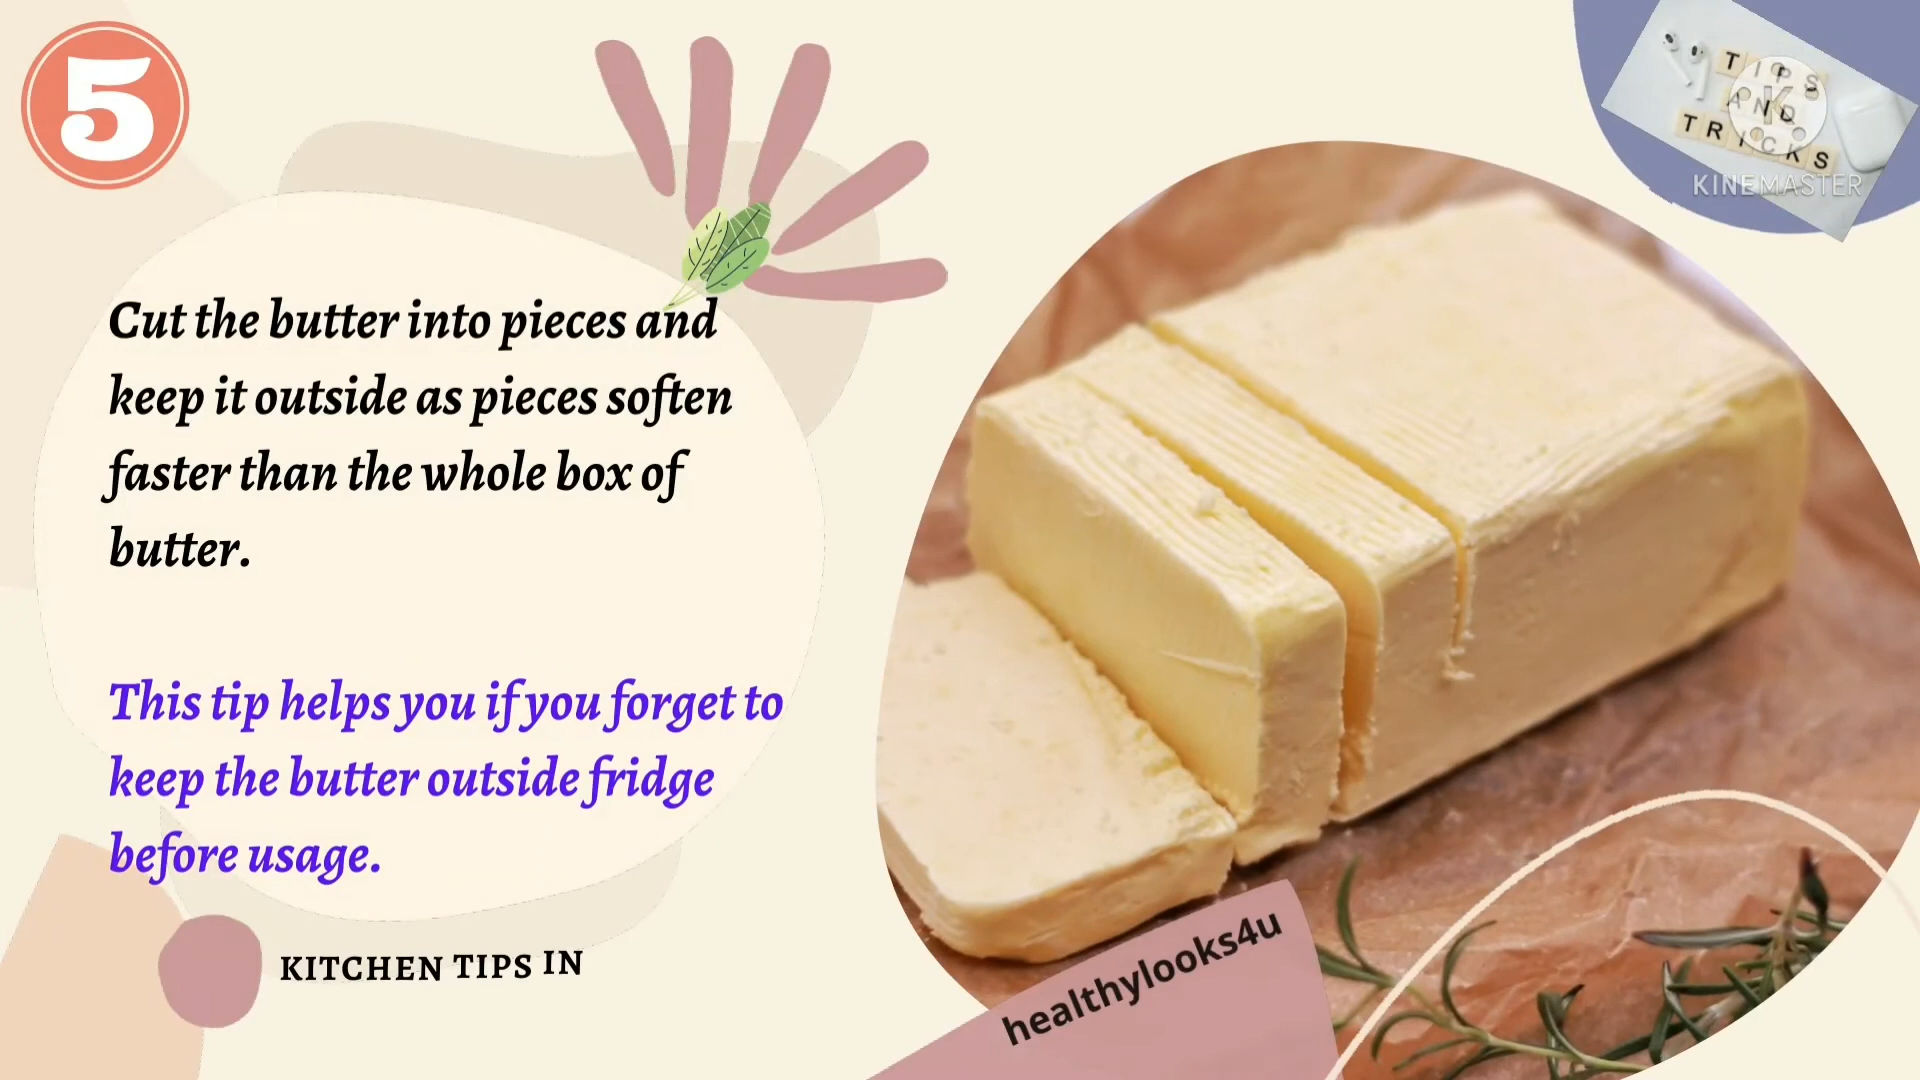 5
TIPS
AND
TRICKS
KINEMASTER
Cut the butter into pieces and
keep it outside as pieces soften
faster than the whole box of
butter.
This tip helps you if you forget to
keep the butter outside fridge
before usage.
KITCHEN TIPS IN
healthylooks4u